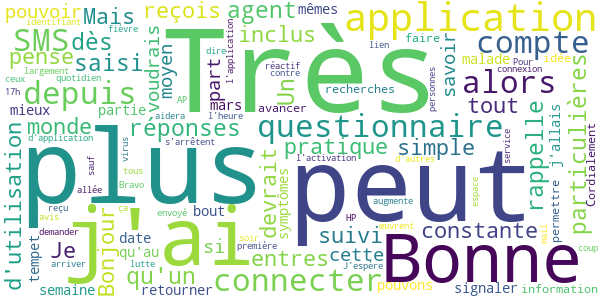 pouvoir
identifiant
Mais
reçois
agent
mêmes
application
fièvre
dire
l'application
SMS
dès
pense
saisi
voudrais
moyen
part
inclus
Un
réactif
contre
lien
faire
savoir
compte
malade
idée
Pour
connexion
ceux
largement
quotidien
depuis
Très
recherches
personnes
alors
17h
AP
mars
avancer
tout
mieux
partie
aidera
l'heure
particulières
monde
réponses
questionnaire
d'application
s'arrêtent
pratique
simple
rappelle
j'allais
Cordialement
virus
sauf
plus
peut
d'utilisation
tous
Bravo
allée
devrait
symptômes
l'activation
d'autres
service
permettre
reçu
avis
demander
ça
envoyé
bout
HP
augmente
espace
constante
Je
j'ai
Bonjour
date
si
suivi
ouvrent
mail
Bonne
tempet
qu'au
soir
première
cette
signaler
coup
arriver
lutte
qu'un
entres
J'espère
pouvons
semaine
retourner
connecter
information